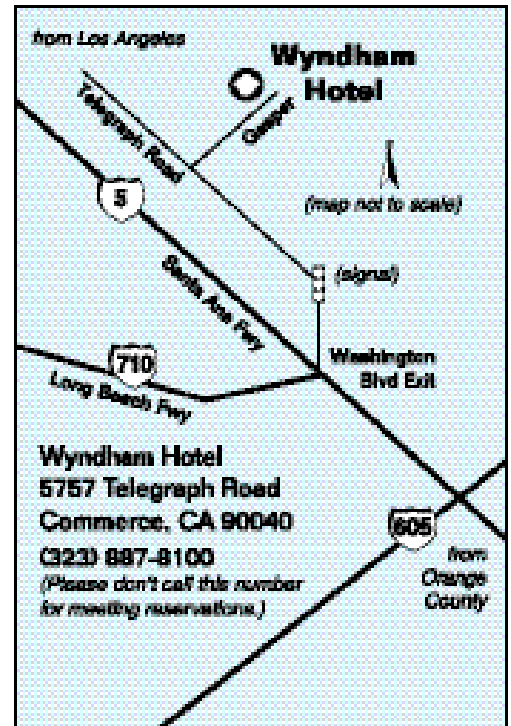 from Los Angeles
Wyndham
Hotel
Telegraph Road
Gasper
5
(map not to scale)
Santa Ana Fwy
(signal)
710
Long Beach Fwy
Washington
Blvd Exit
Wyndham Hotel
5757 Telegraph Road
Commerce, CA 90040
(323) 887-8100
(Please don't call this number
for meeting reservations.)
605
from
Orange
County